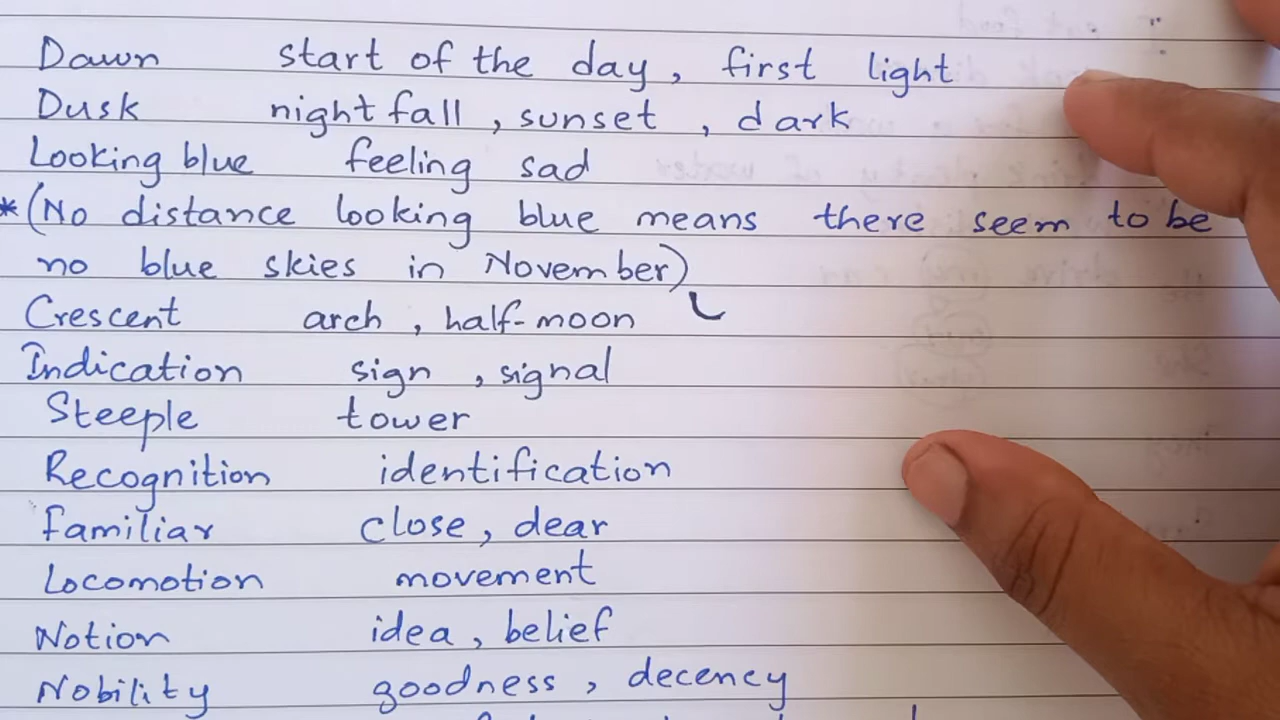 Dawn start of the day, first light
Dusk nightfall, sunset, dark
Looking blue feeling sad
*(No distance looking blue means there seem to be
no blue skies in November)
Crescent arch, half-moon
Indication sign, signal
Steeple tower
Recognition identification
Familiar close, dear
Locomotion movement
Notion idea, belief
Nobility goodness, decency